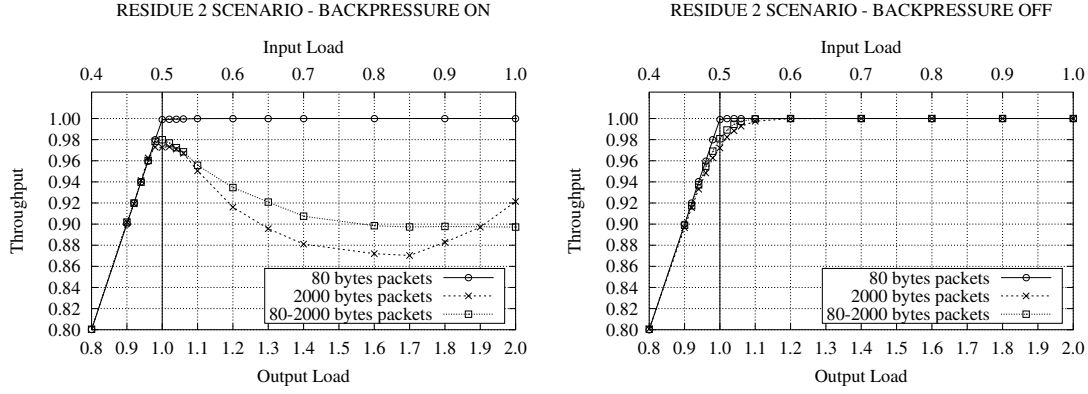 RESIDUE 2 SCENARIO - BACKPRESSURE ON
Input Load
0.4 0.5 0.6 0.7 0.8 0.9 1.0
Throughput
1.00
0.98
0.96
0.94
0.92
0.90
0.88
0.86
0.84
0.82
0.80
80 bytes packets
2000 bytes packets
80-2000 bytes packets
0.8 0.9 1.0 1.1 1.2 1.3 1.4 1.5 1.6 1.7 1.8 1.9 2.0
Output Load
RESIDUE 2 SCENARIO - BACKPRESSURE OFF
Input Load
0.4 0.5 0.6 0.7 0.8 0.9 1.0
Throughput
1.00
0.98
0.96
0.94
0.92
0.90
0.88
0.86
0.84
0.82
0.80
80 bytes packets
2000 bytes packets
80-2000 bytes packets
0.8 0.9 1.0 1.1 1.2 1.3 1.4 1.5 1.6 1.7 1.8 1.9 2.0
Output Load